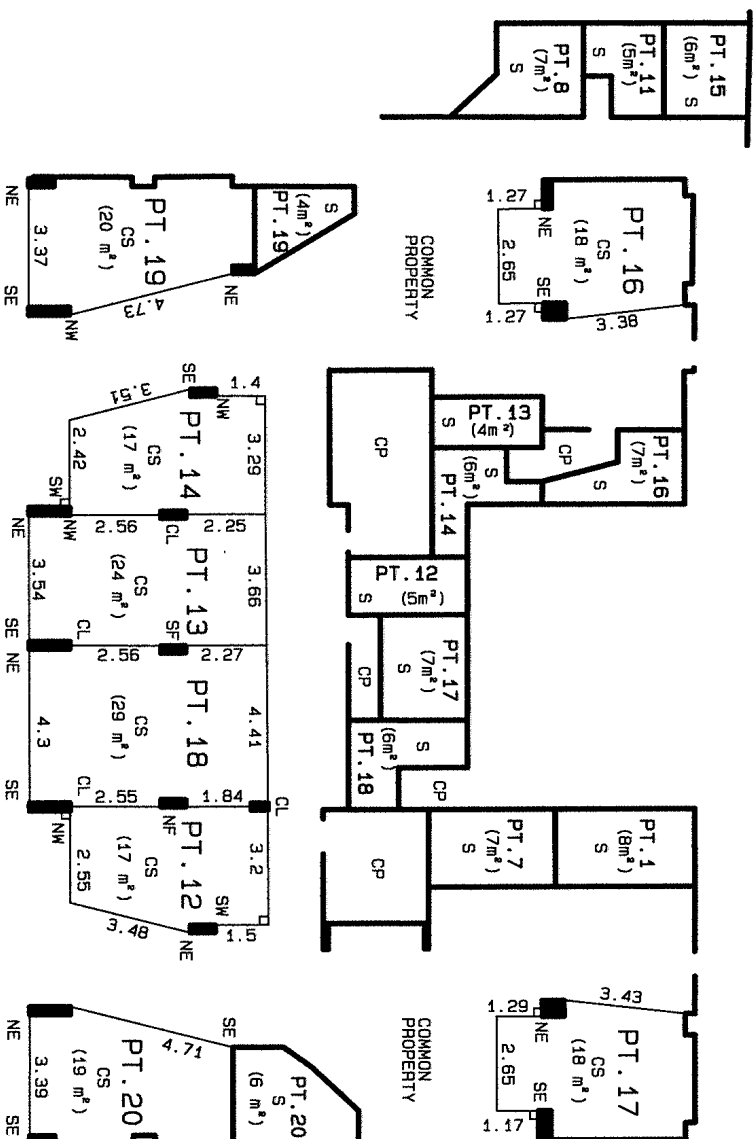 PT.15
(6m²) S
PT.11
(5m²)
S
PT.8
(7m²)
S
PT.16
CS
(18 m²)
1.27
2.65
1.27
3.38
NE
SE
COMMON
PROPERTY
S
(4m²)
PT.19
PT.19
CS
(20 m²)
NE
3.37
SE
NW
4.73
NE
PT.16
(7m²)
S
CP
PT.13
(4m²)
S
S
(6m²)
PT.14
CP
PT.12
(5m²)
S
PT.17
(7m²)
S
CP
S
(6m²)
PT.18
CP
PT.1
(8m²)
S
PT.7
(7m²)
S
CP
1.4
3.29
SE
NW
3.51
PT.14
CS
(17 m²)
2.42
SW
NW
2.56
CL
2.25
NE
3.54
SE
3.66
PT.13
CS
(24 m²)
CL
2.56
SF
2.27
NE
4.3
SE
4.41
PT.18
CS
(29 m²)
CL
2.55
NF
1.84
CL
NW
3.2
PT.12
CS
(17 m²)
2.55
3.48
SW
NE
1.5
PT.17
CS
(18 m²)
3.43
1.29
NE
2.65
SE
1.17
COMMON
PROPERTY
PT.20
S
(6 m²)
SE
4.71
PT.20
CS
(19 m²)
NE
3.39
SE